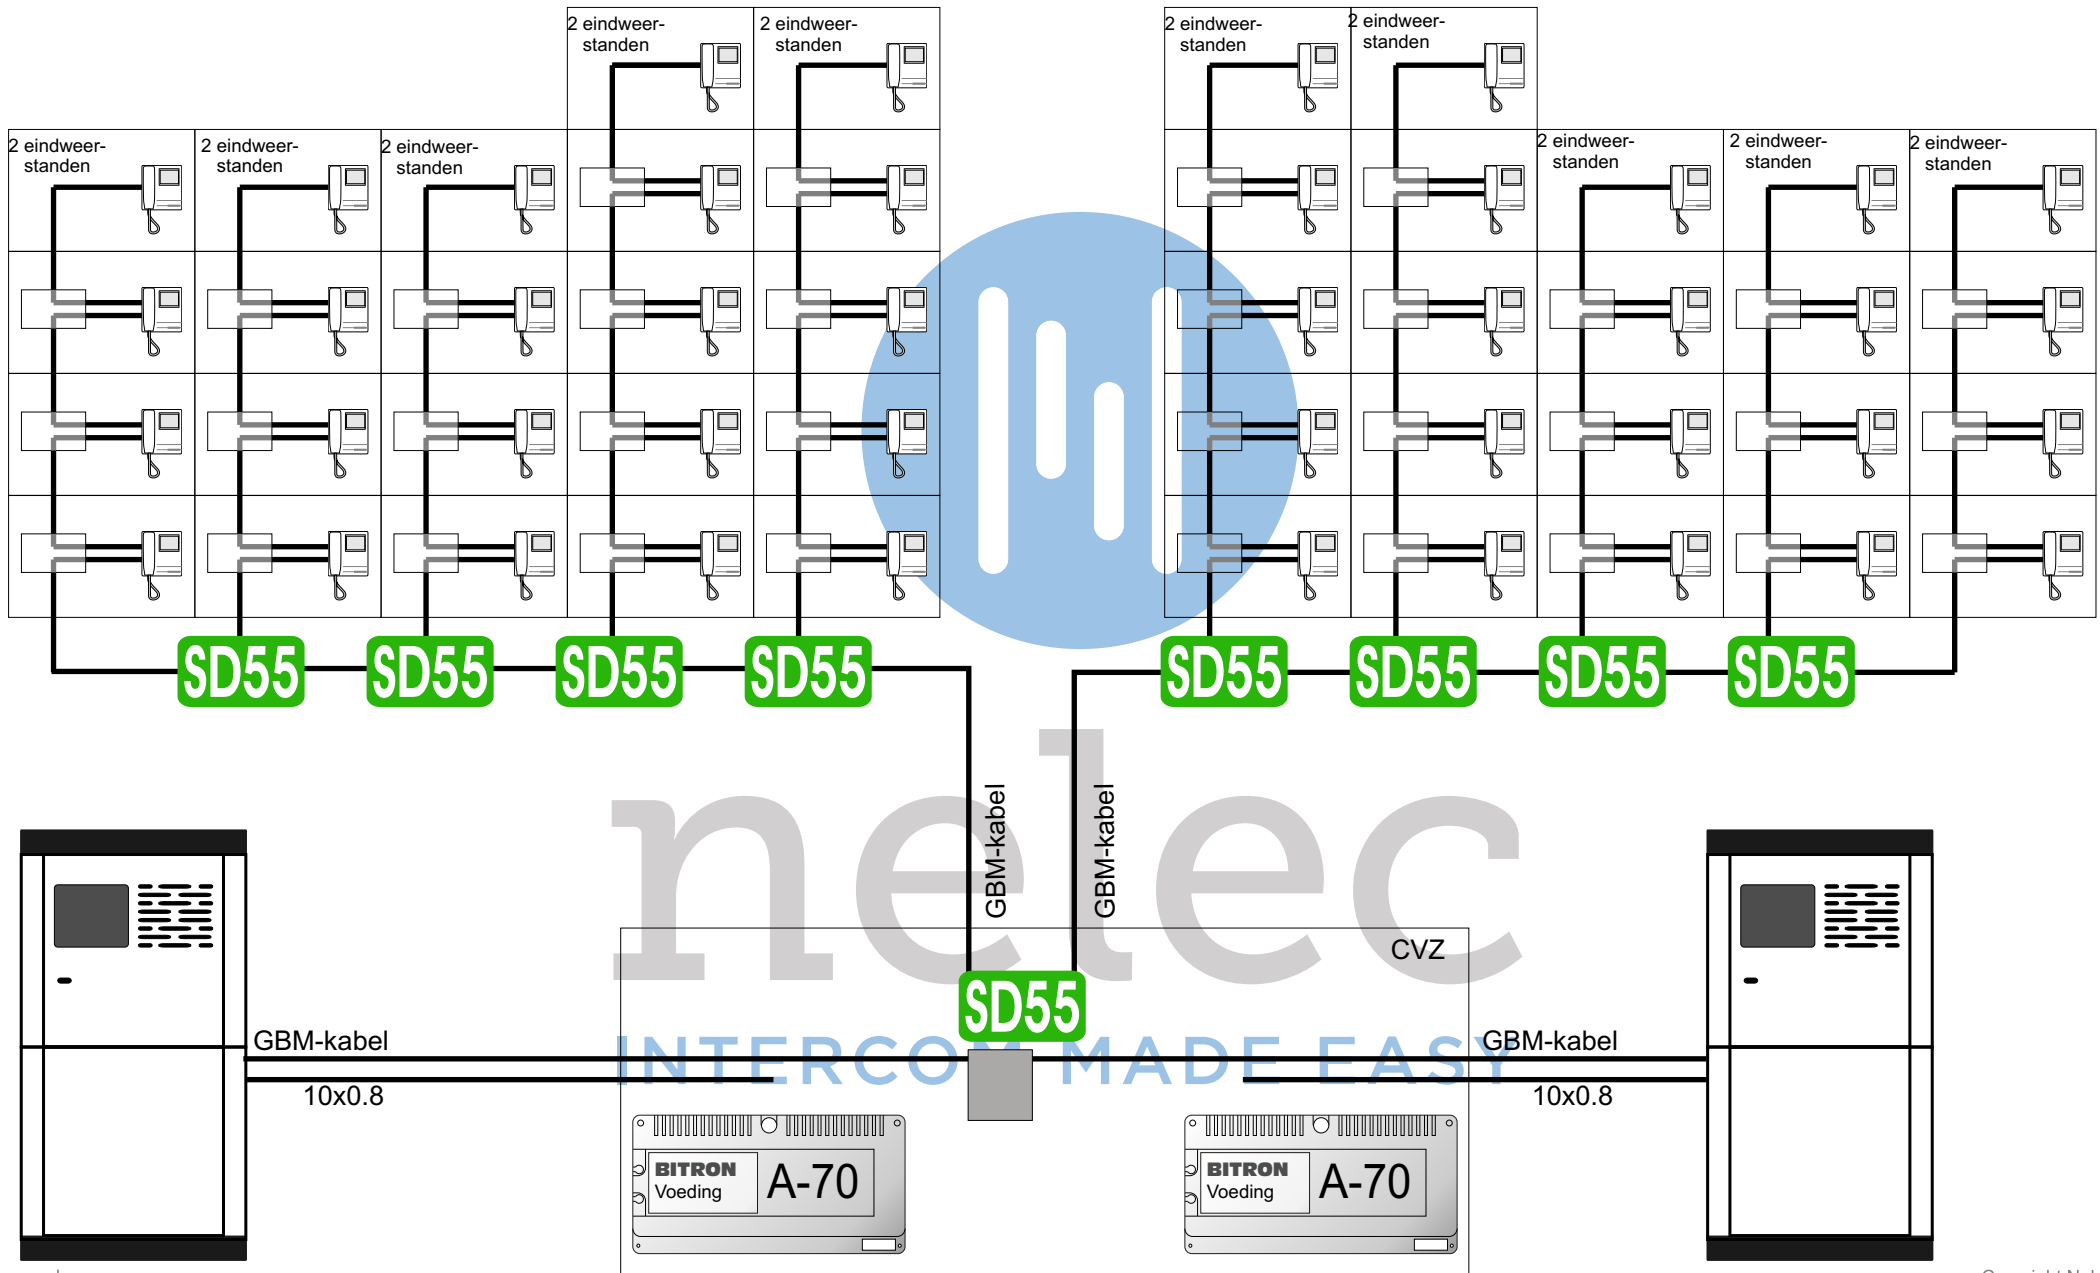 2 eindweer-
standen
2 eindweer-
standen
2 eindweer-
standen
2 eindweer-
standen
2 eindweer-
standen
2 eindweer-
standen
2 eindweer-
standen
2 eindweer-
standen
2 eindweer-
standen
2 eindweer-
standen
SD55
SD55
SD55
SD55
SD55
SD55
SD55
SD55
GBM-kabel
GBM-kabel
nelec
CVZ
SD55
INTERCOM MADE EASY
GBM-kabel
GBM-kabel
10x0.8
10x0.8
BITRON
Voeding
A-70
BITRON
Voeding
A-70